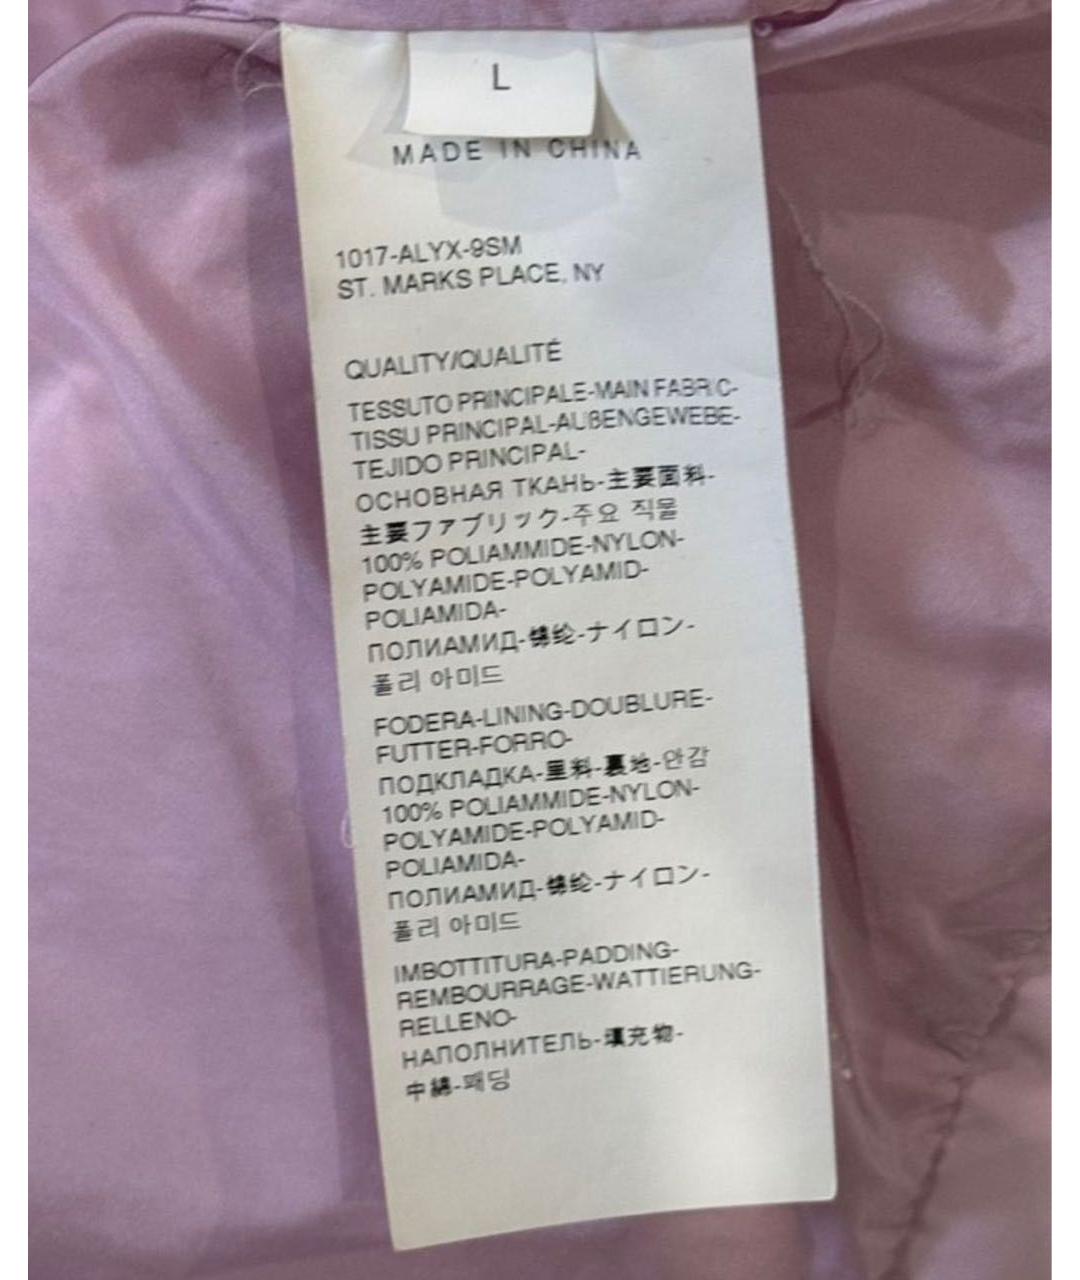 L
MADE IN CHINA
1017-ALYX-9SM
ST. MARKS PLACE, NY
QUALITY/QUALITÉ
TESSUTO PRINCIPALE-MAIN FABRIC-
TISSU PRINCIPAL-AUßENGEWEBE-
TEJIDO PRINCIPAL-
ОСНОВНАЯ ТКАНЬ-主要面料-
主要ファブリック-주요 직물
100% POLIAMMIDE-NYLON-
POLYAMIDE-POLYAMID-
POLIAMIDA-
ПОЛИАМИД-锦纶-ナイロン-
폴리 아미드
FODERA-LINING-DOUBLURE-
FUTTER-FORRO-
ПОДКЛАДКА-里料-裏地-안감
100% POLIAMMIDE-NYLON-
POLYAMIDE-POLYAMID-
POLIAMIDA-
ПОЛИАМИД-锦纶-ナイロン-
폴리 아미드
IMBOTTITURA-PADDING-
REMBOURRAGE-WATTIERUNG-
RELLENO-
НАПОЛНИТЕЛЬ-填充物-
中綿-패딩